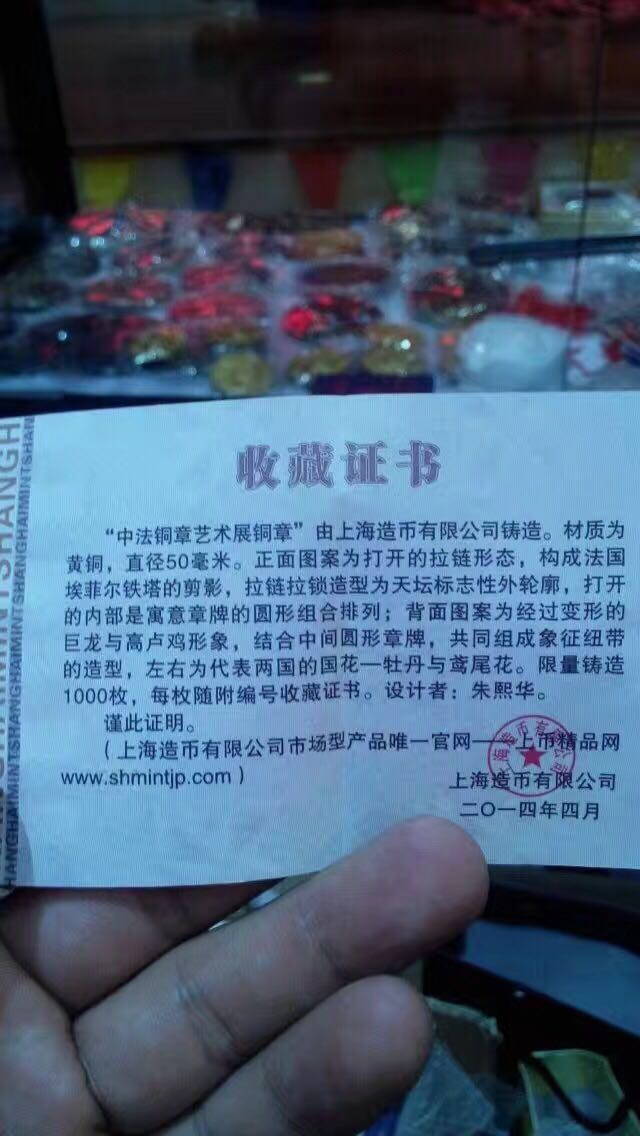 收藏证书
“中法铜章艺术展铜章”由上海造币有限公司铸造。材质为
黄铜，直径50毫米。正面图案为打开的拉链形态，构成法国
埃菲尔铁塔的剪影，拉链拉锁造型为天坛标志性外轮廓，打开
的内部是寓意章牌的圆形组合排列；背面图案为经过变形的
巨龙与高卢鸡形象，结合中间圆形章牌，共同组成象征纽带
的造型，左右为代表两国的国花—牡丹与鸢尾花。限量铸造
1000枚，每枚随附编号收藏证书。设计者：朱熙华。
谨此证明。
（上海造币有限公司市场型产品唯一官网——上币精品网
www.shmintjp.com）
上海造币有限公司
二〇一四年四月
上海造币有限公司
SHANGHAIMINTSHANGH
SHANGHAIMINTSHANGHAIMINTSHAN